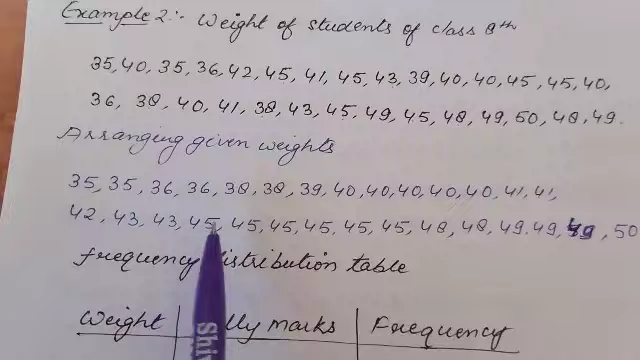 Example 2:- Weight of students of class 8th
35, 40, 35, 36, 42, 45, 41, 45, 43, 39, 40, 40, 45, 45, 40,
36, 38, 40, 41, 38, 43, 45, 49, 45, 48, 49, 50, 48, 49.
Arranging given weights
35, 35, 36, 36, 38, 38, 39, 40, 40, 40, 40, 40, 41, 41,
42, 43, 43, 45, 45, 45, 45, 45, 45, 48, 48, 49. 49, 49, 50
frequency distribution table
Weight | lly marks | Frequency
Shi